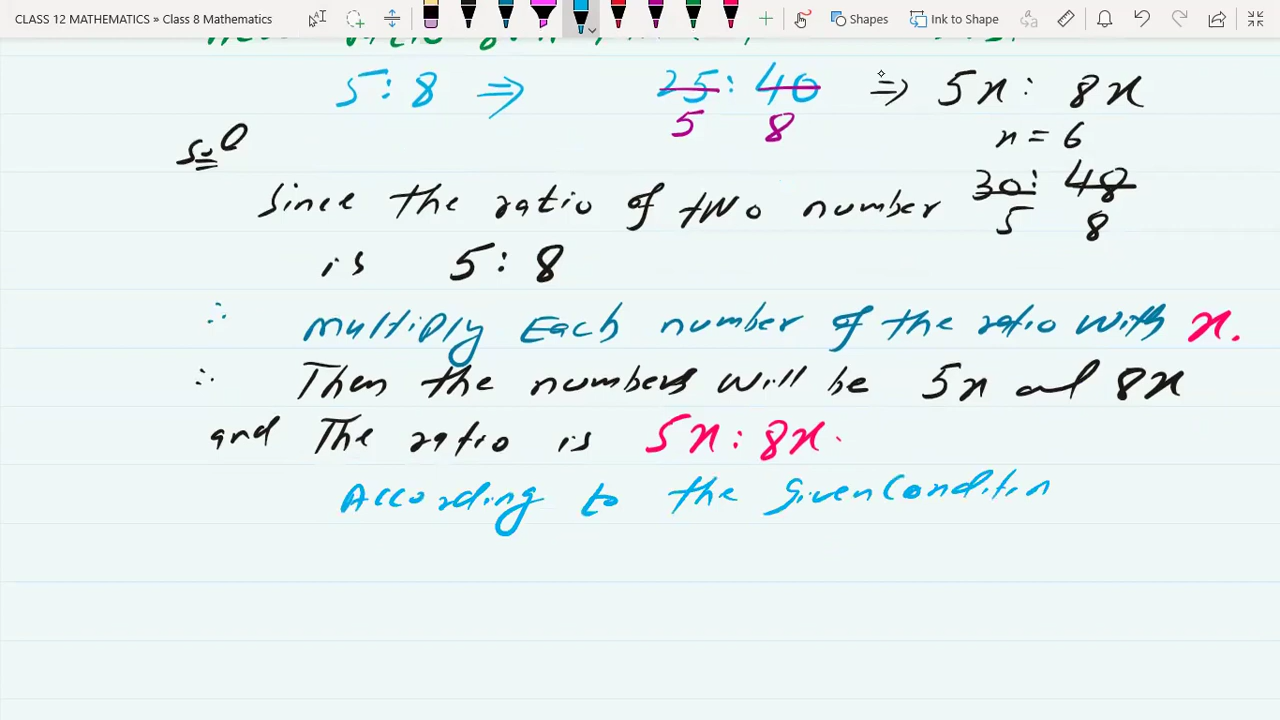 CLASS 12 MATHEMATICS » Class 8 Mathematics Shapes Ink to Shape
5:8 ⇒ 25:40 ⇒ 5x: 8x
5 8 x = 6
Sol 30: 48
Since the ratio of two number 5 8
is 5:8
∴ multiply Each number of the ratio with x.
∴ Then the numbers will be 5x and 8x
and The ratio is 5x:8x.
According to the given Condition